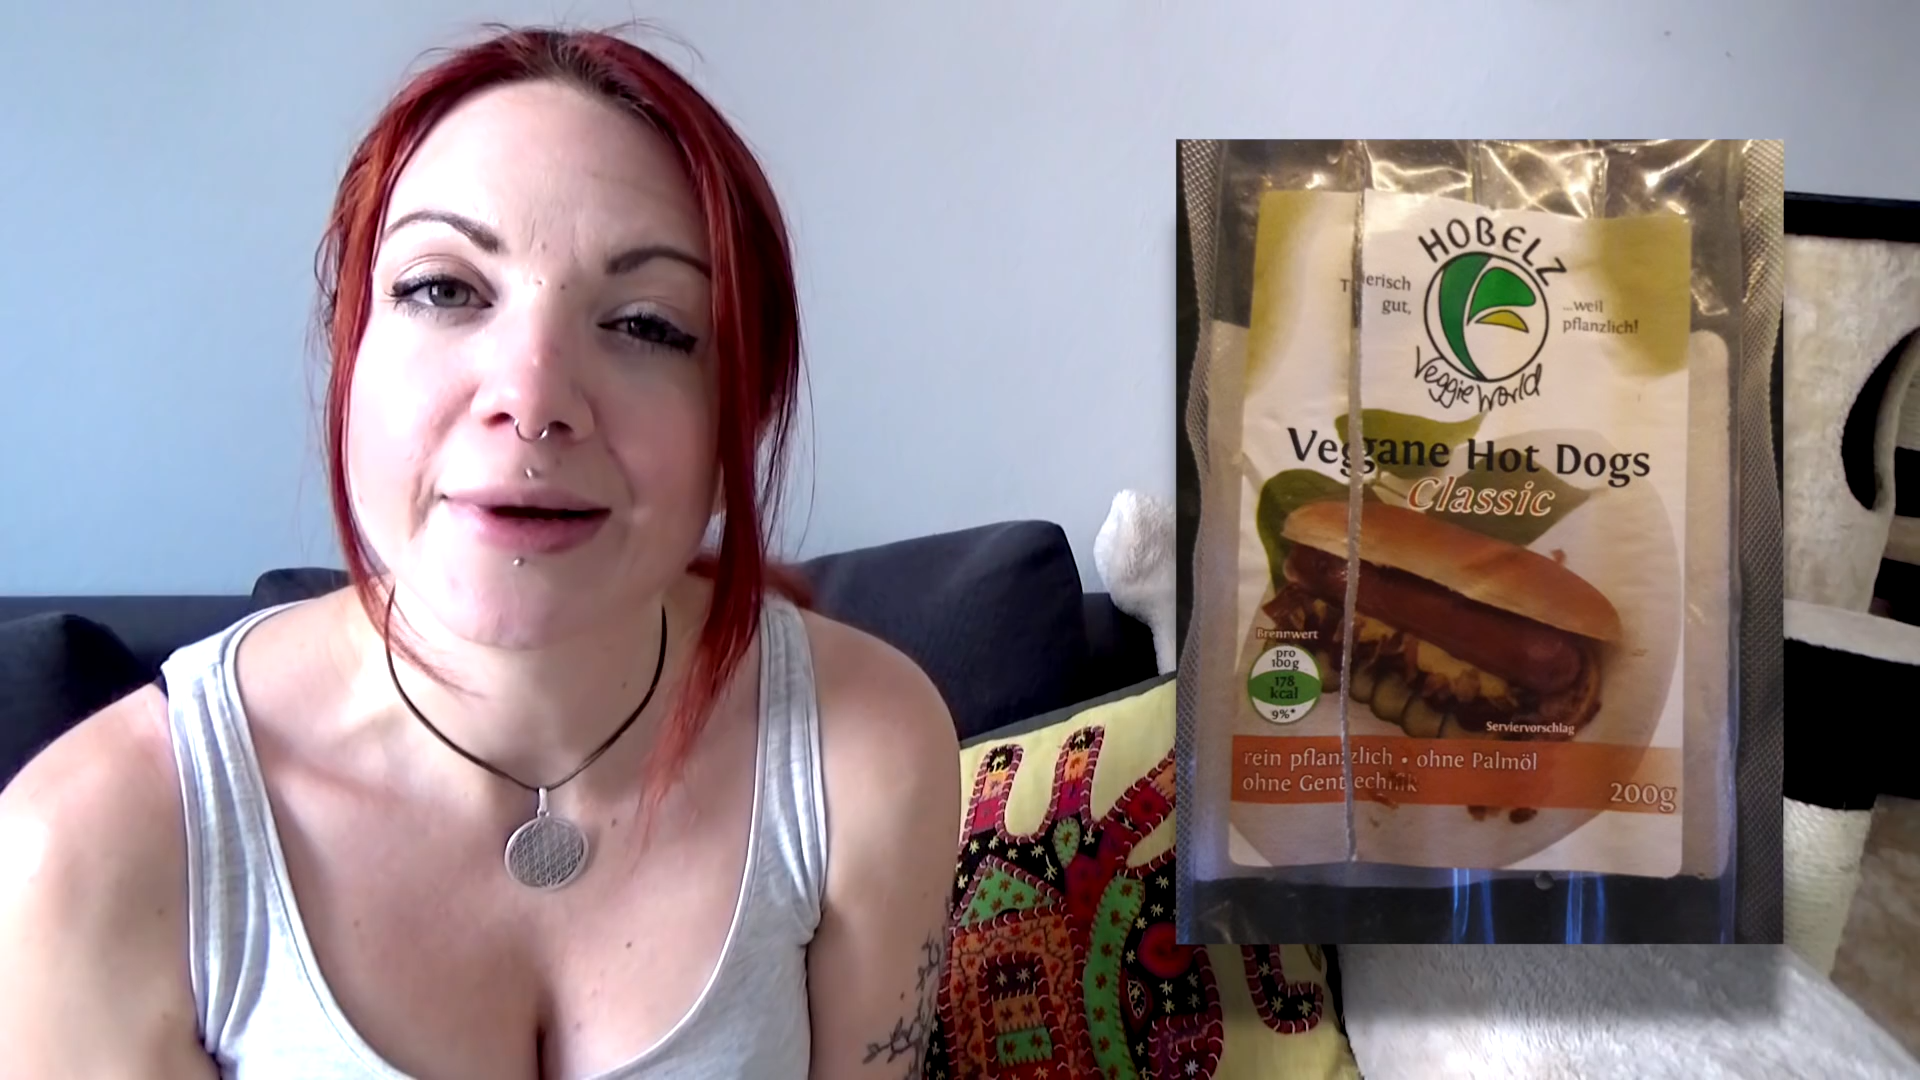 HOBELZ
Tierisch
gut,
...weil
pflanzlich!
Veggie World
Veggane Hot Dogs
Classic
Brennwert
pro
100g
178
kcal
9%*
Serviervorschlag
rein pflanzlich • ohne Palmöl
ohne Gentechnik
200g